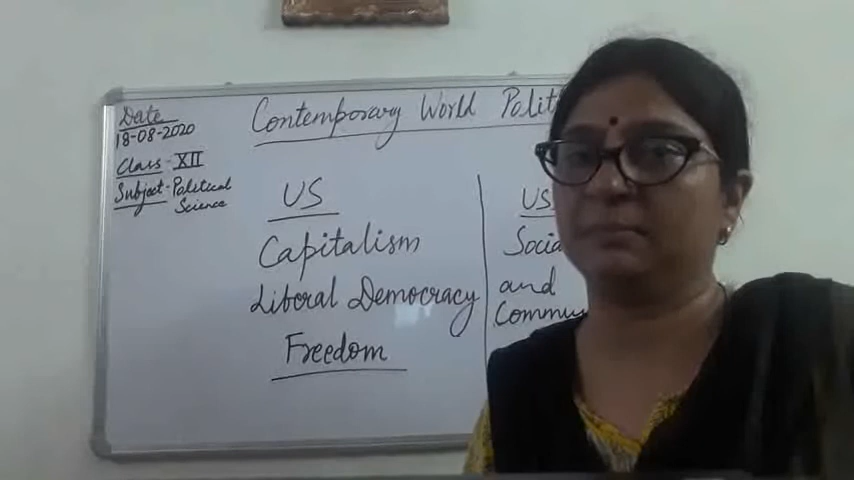 Date
18-08-2020
Class - XII
Subject - Political
Science
Contemporary World Polit
US
Capitalism
Liberal Democracy
Freedom
US
Socia
and
Commu